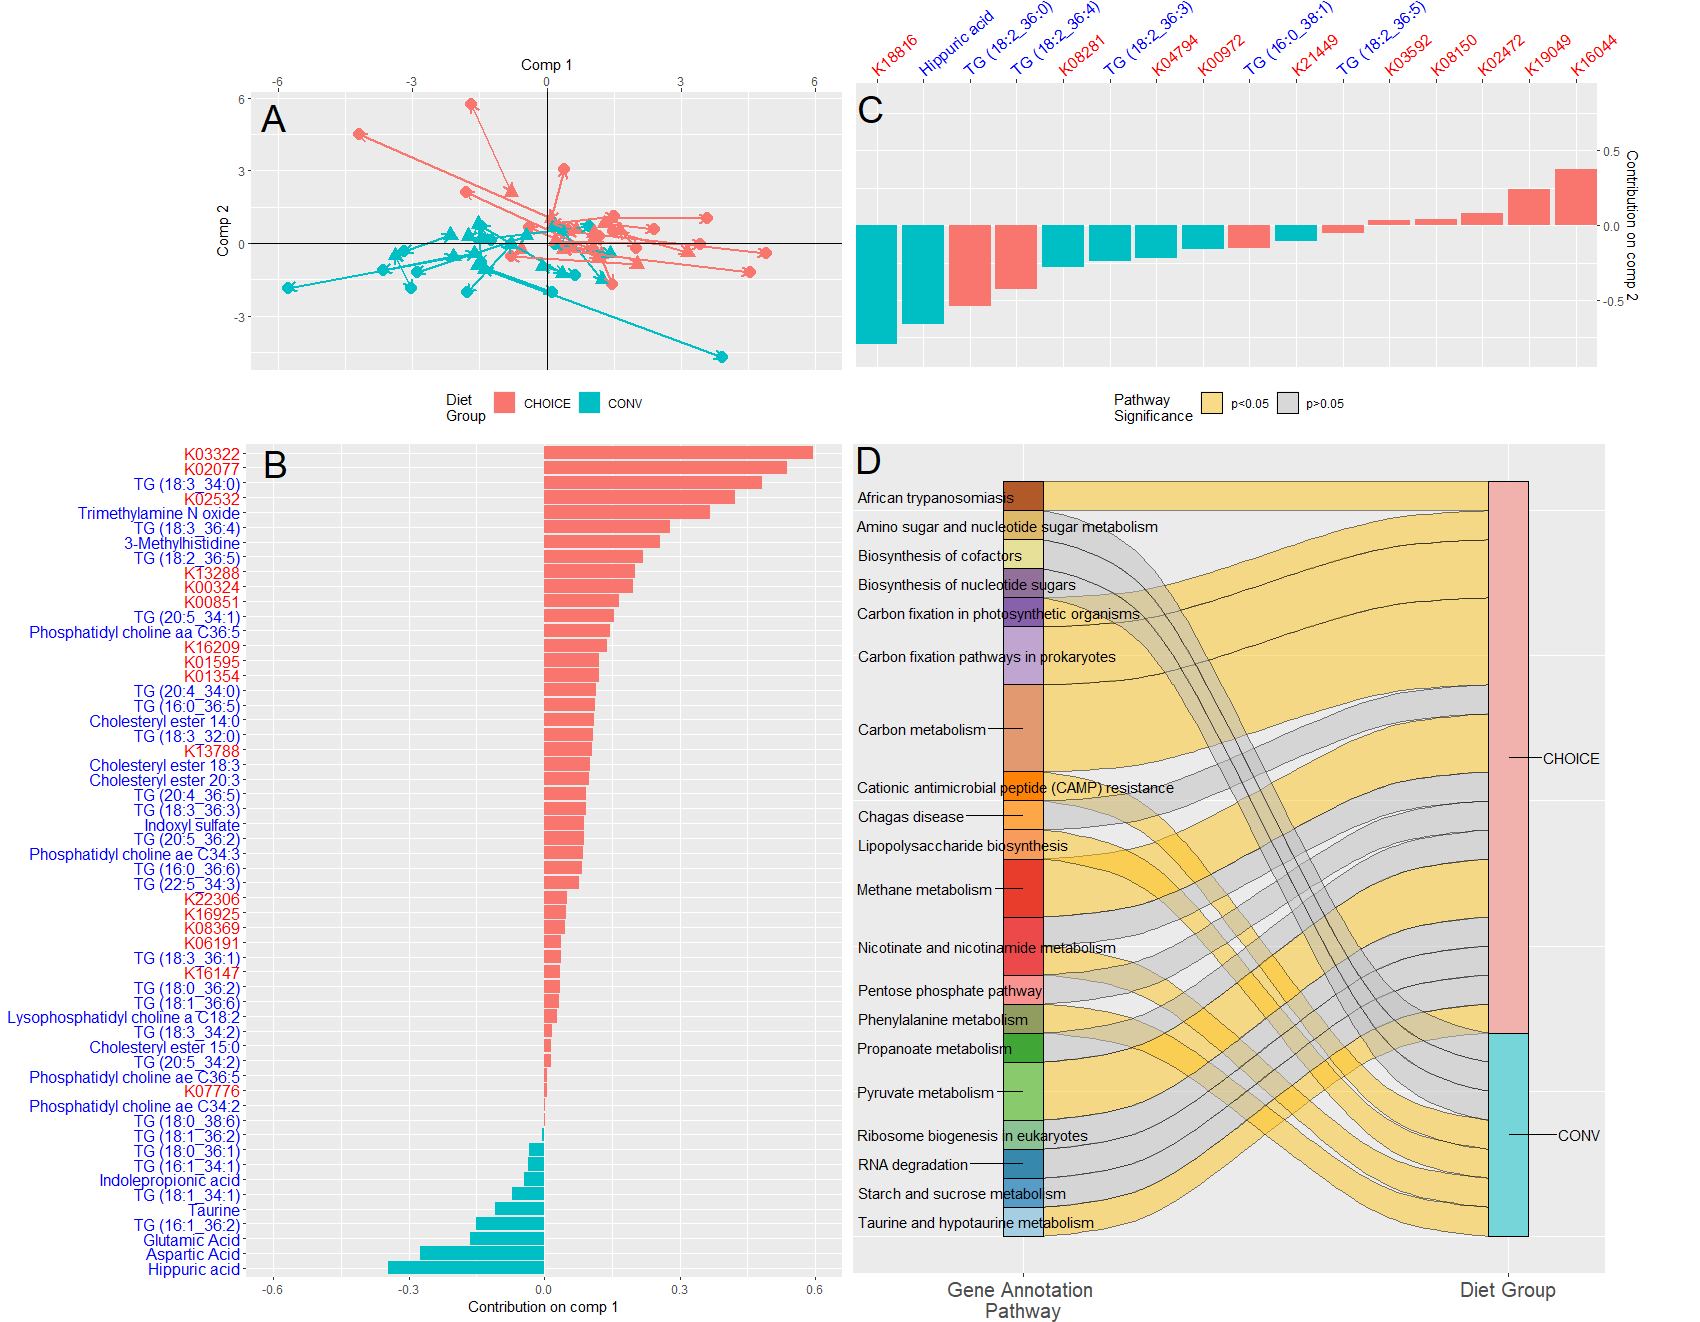 Comp 1
-6 -3 0 3 6
A
6
3
0
-3
Comp 2
Diet
Group
CHOICE
CONV
K18816
Hippuric acid
TG (18:2_36:0)
TG (18:2_36:4)
K08281
TG (18:2_36:3)
K04794
K00972
TG (16:0_38:1)
K21449
TG (18:2_36:5)
K03592
K08150
K02472
K19049
K16044
C
0.5
0.0
-0.5
Contribution on comp 2
Pathway
Significance
p<0.05
p>0.05
B
K03322
K02077
TG (18:3_34:0)
K02532
Trimethylamine N oxide
TG (18:3_36:4)
3-Methylhistidine
TG (18:2_36:5)
K13288
K00324
K00851
TG (20:5_34:1)
Phosphatidyl choline aa C36:5
K16209
K01595
K01354
TG (20:4_34:0)
TG (16:0_36:5)
Cholesteryl ester 14:0
TG (18:3_32:0)
K13788
Cholesteryl ester 18:3
Cholesteryl ester 20:3
TG (20:4_36:5)
TG (18:3_36:3)
Indoxyl sulfate
TG (20:5_36:2)
Phosphatidyl choline ae C34:3
TG (16:0_36:6)
TG (22:5_34:3)
K22306
K16925
K08369
K06191
TG (18:3_36:1)
K16147
TG (18:0_36:2)
TG (18:1_36:6)
Lysophosphatidyl choline a C18:2
TG (18:3_34:2)
Cholesteryl ester 15:0
TG (20:5_34:2)
Phosphatidyl choline ae C36:5
K07776
Phosphatidyl choline ae C34:2
TG (18:0_38:6)
TG (18:1_36:2)
TG (18:0_36:1)
TG (16:1_34:1)
Indolepropionic acid
TG (18:1_34:1)
Taurine
TG (16:1_36:2)
Glutamic Acid
Aspartic Acid
Hippuric acid
-0.6 -0.3 0.0 0.3 0.6
Contribution on comp 1
D
African trypanosomiasis
Amino sugar and nucleotide sugar metabolism
Biosynthesis of cofactors
Biosynthesis of nucleotide sugars
Carbon fixation in photosynthetic organisms
Carbon fixation pathways in prokaryotes
Carbon metabolism
Cationic antimicrobial peptide (CAMP) resistance
Chagas disease
Lipopolysaccharide biosynthesis
Methane metabolism
Nicotinate and nicotinamide metabolism
Pentose phosphate pathway
Phenylalanine metabolism
Propanoate metabolism
Pyruvate metabolism
Ribosome biogenesis in eukaryotes
RNA degradation
Starch and sucrose metabolism
Taurine and hypotaurine metabolism
CHOICE
CONV
Gene Annotation
Pathway
Diet Group